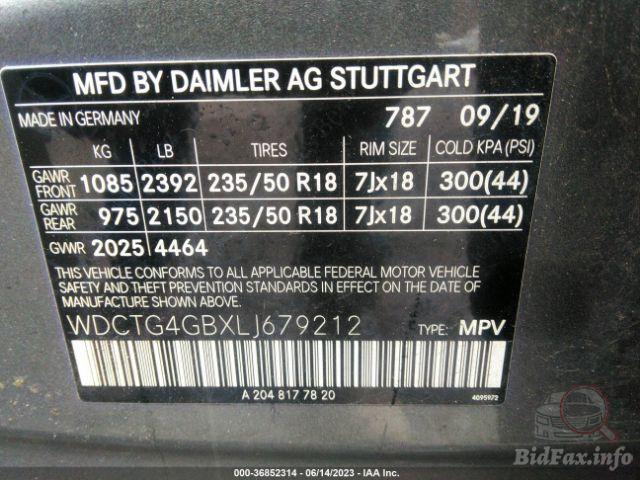 MFD BY DAIMLER AG STUTTGART
MADE IN GERMANY 787 09/19
KG LB TIRES RIM SIZE COLD KPA (PSI)
GAWR FRONT 1085 2392 235/50 R18 7Jx18 300(44)
GAWR REAR 975 2150 235/50 R18 7Jx18 300(44)
GVWR 2025 4464
THIS VEHICLE CONFORMS TO ALL APPLICABLE FEDERAL MOTOR VEHICLE
SAFETY AND THEFT PREVENTION STANDARDS IN EFFECT ON THE DATE OF
MANUFACTURE SHOWN ABOVE.
WDCTG4GBXLJ679212 TYPE: MPV
A 204 817 78 20 4095972
BidFax.info
000-36852314 - 06/14/2023 - IAA Inc.